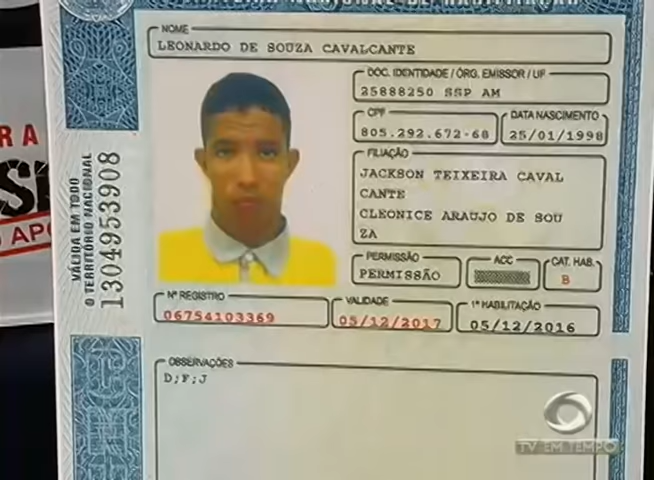 NOME
LEONARDO DE SOUZA CAVALCANTE
DOC. IDENTIDADE / ÓRG. EMISSOR / UF
25888250 SSP AM
CPF
805.292.672-68
DATA NASCIMENTO
25/01/1998
FILIAÇÃO
JACKSON TEIXEIRA CAVAL
CANTE
CLEONICE ARAUJO DE SOU
ZA
PERMISSÃO
PERMISSÃO
ACC
CAT. HAB.
B
Nº REGISTRO
06754103369
VALIDADE
05/12/2017
1ª HABILITAÇÃO
05/12/2016
OBSERVAÇÕES
D;F;J
VÁLIDA EM TODO
O TERRITÓRIO NACIONAL
1304953908
TV EM TEMPO